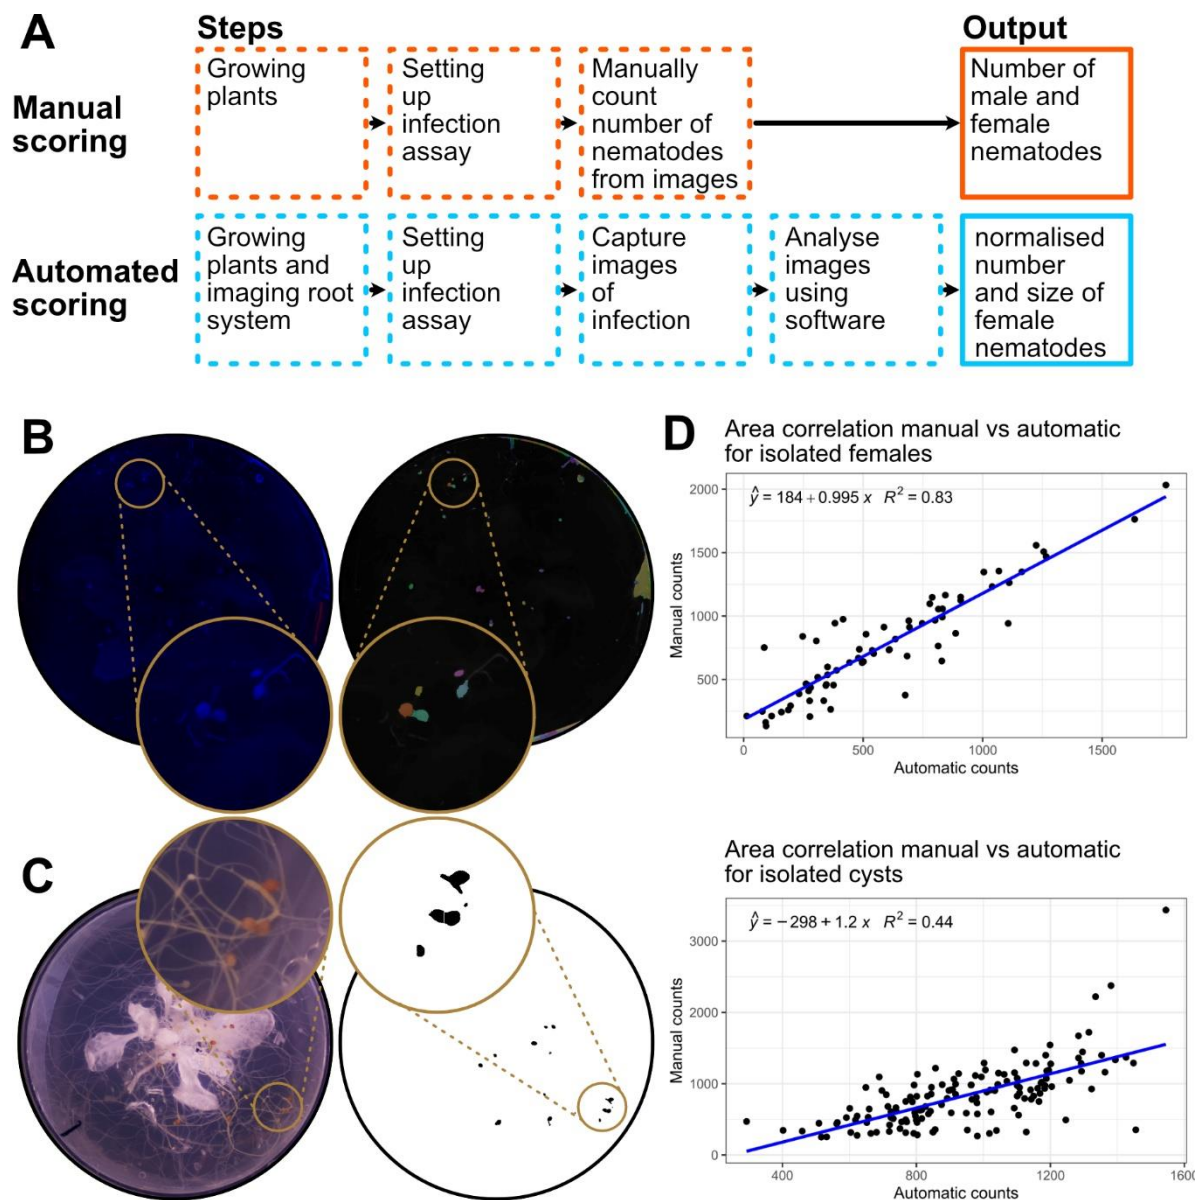 A
Steps
Output
Manual
scoring
Growing
plants
Setting
up
infection
assay
Manually
count
number of
nematodes
from images
Number of
male and
female
nematodes
Automated
scoring
Growing
plants and
imaging root
system
Setting
up
infection
assay
Capture
images
of
infection
Analyse
images
using
software
normalised
number
and size of
female
nematodes
B
C
D
Area correlation manual vs automatic
for isolated females
ŷ = 184 + 0.995 x R² = 0.83
Manual counts
2000
1500
1000
500
0 500 1000 1500
Automatic counts
Area correlation manual vs automatic
for isolated cysts
ŷ = −298 + 1.2 x R² = 0.44
Manual counts
3000
2000
1000
0
400 800 1200 1600
Automatic counts